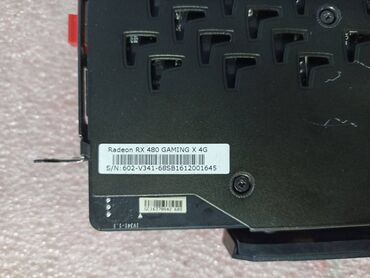 Radeon RX 480 GAMING X 4G
S/N:602-V341-68SB1612001645